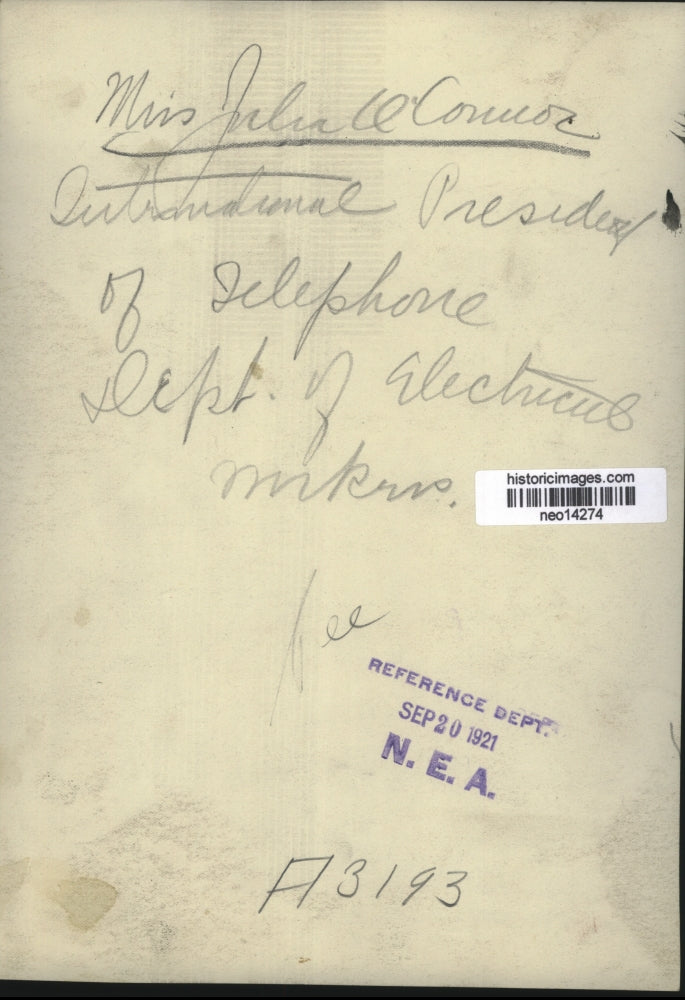 Miss Julia O'Connor
International President
of Telephone
Dept. of Electrical
Workers.
historicimages.com
neo14274
REFERENCE DEPT.
SEP 20 1921
N. E. A.
A3193